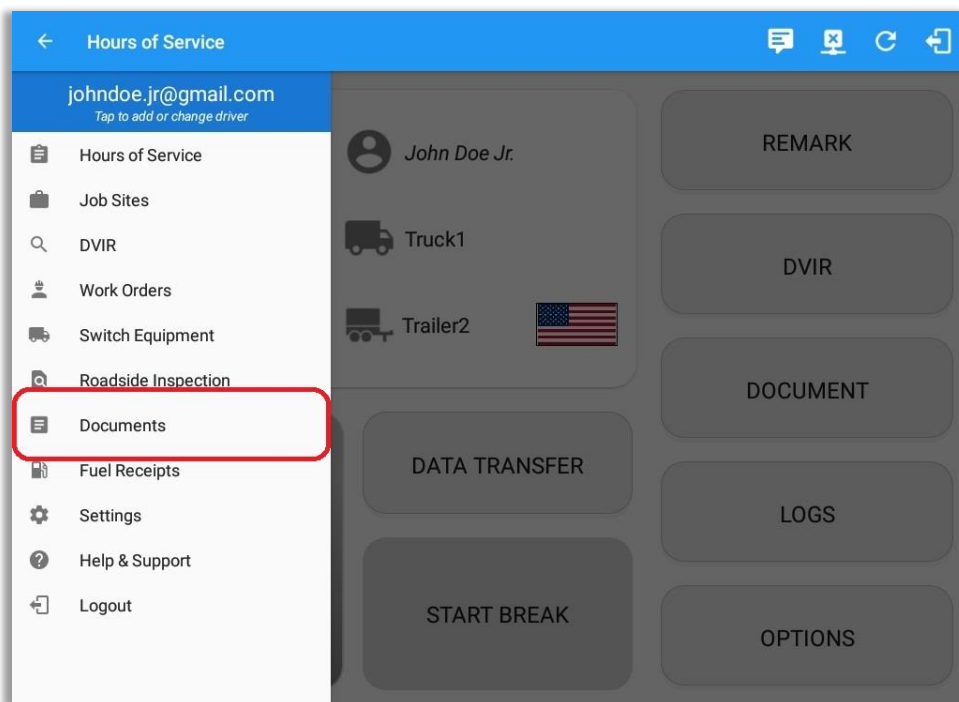 Hours of Service
johndoe.jr@gmail.com
Tap to add or change driver
Hours of Service
Job Sites
DVIR
Work Orders
Switch Equipment
Roadside Inspection
Documents
Fuel Receipts
Settings
Help & Support
Logout
John Doe Jr.
Truck1
Trailer2
DATA TRANSFER
START BREAK
REMARK
DVIR
DOCUMENT
LOGS
OPTIONS